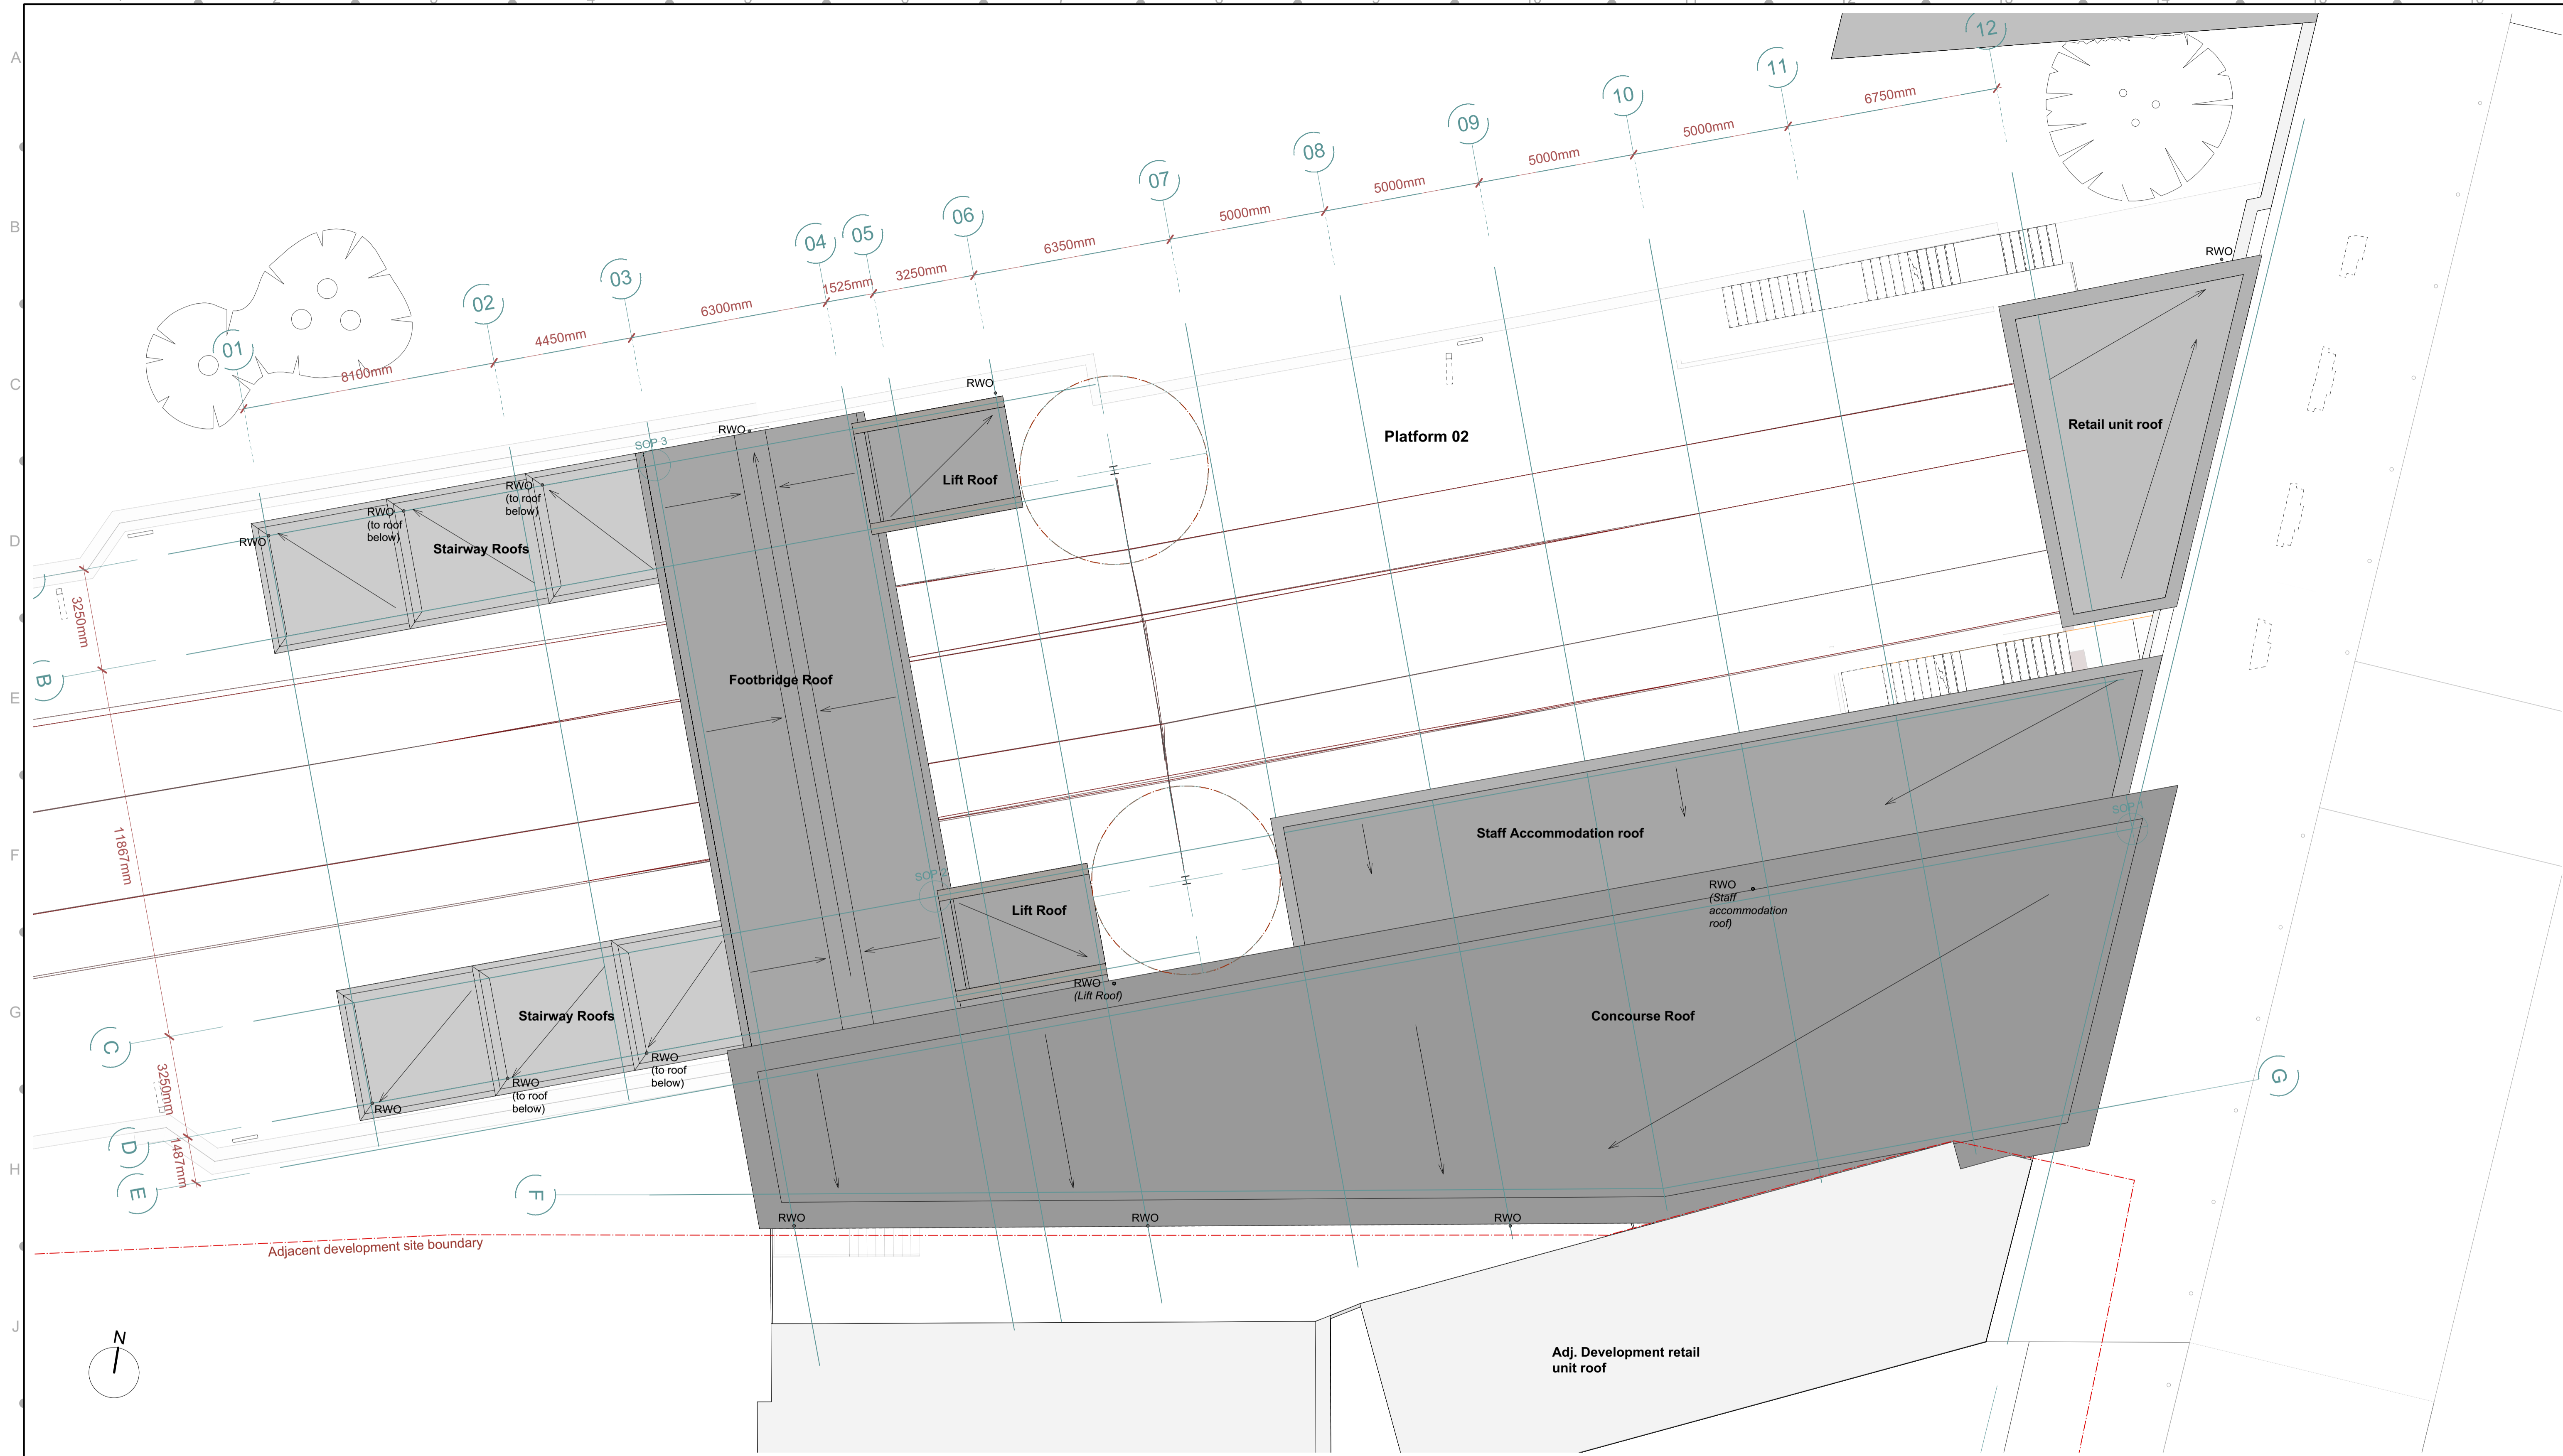 A
B
C
D
E
F
G
H
J
12
11
10
09
08
07
06
05
04
03
02
01
6750mm
5000mm
5000mm
5000mm
5000mm
6350mm
3250mm
1525mm
6300mm
4450mm
8100mm
RWO
Retail unit roof
Platform 02
RWO
Lift Roof
RWO
SOP 3
RWO
(to roof
below)
RWO
(to roof
below)
RWO
Stairway Roofs
3250mm
B
Footbridge Roof
11867mm
SOP 1
Staff Accommodation roof
SOP 2
RWO
(Staff
accommodation
roof)
Lift Roof
RWO
(Lift Roof)
Stairway Roofs
Concourse Roof
C
3250mm
RWO
(to roof
below)
RWO
(to roof
below)
RWO
G
D
1487mm
E
F
RWO
RWO
RWO
Adjacent development site boundary
N
Adj. Development retail
unit roof